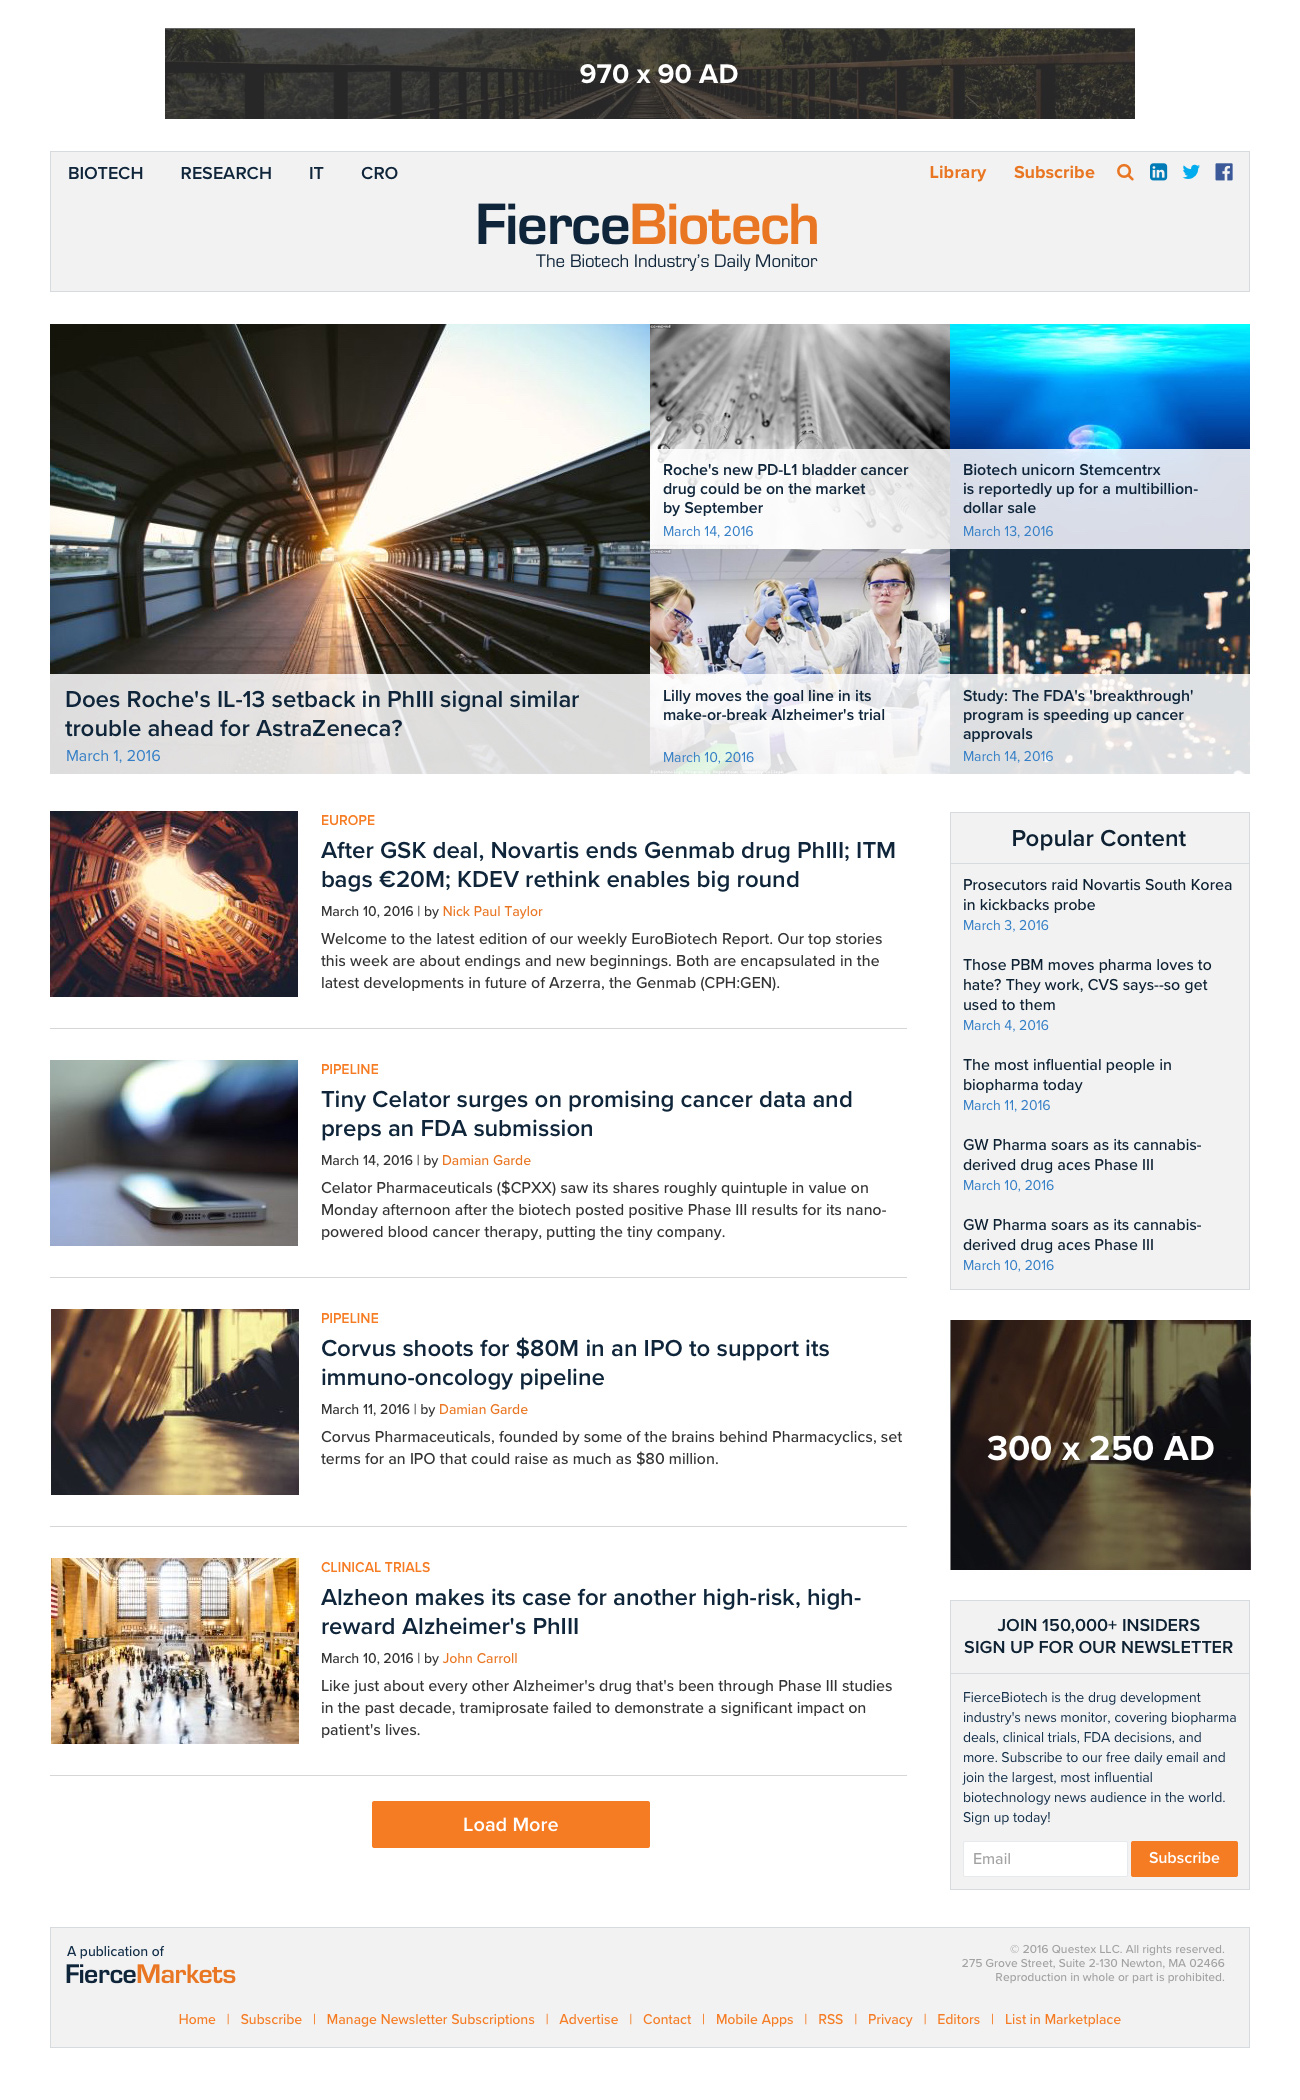 970 x 90 AD
BIOTECH RESEARCH IT CRO
Library Subscribe
FierceBiotech
The Biotech Industry's Daily Monitor
Does Roche's IL-13 setback in PhIII signal similar
trouble ahead for AstraZeneca?
March 1, 2016
Roche's new PD-L1 bladder cancer
drug could be on the market
by September
March 14, 2016
Biotech unicorn Stemcentrx
is reportedly up for a multibillion-
dollar sale
March 13, 2016
Lilly moves the goal line in its
make-or-break Alzheimer's trial
March 10, 2016
Study: The FDA's 'breakthrough'
program is speeding up cancer
approvals
March 14, 2016
EUROPE
After GSK deal, Novartis ends Genmab drug PhIII; ITM
bags €20M; KDEV rethink enables big round
March 10, 2016 | by Nick Paul Taylor
Welcome to the latest edition of our weekly EuroBiotech Report. Our top stories
this week are about endings and new beginnings. Both are encapsulated in the
latest developments in future of Arzerra, the Genmab (CPH:GEN).
PIPELINE
Tiny Celator surges on promising cancer data and
preps an FDA submission
March 14, 2016 | by Damian Garde
Celator Pharmaceuticals ($CPXX) saw its shares roughly quintuple in value on
Monday afternoon after the biotech posted positive Phase III results for its nano-
powered blood cancer therapy, putting the tiny company.
PIPELINE
Corvus shoots for $80M in an IPO to support its
immuno-oncology pipeline
March 11, 2016 | by Damian Garde
Corvus Pharmaceuticals, founded by some of the brains behind Pharmacyclics, set
terms for an IPO that could raise as much as $80 million.
CLINICAL TRIALS
Alzheon makes its case for another high-risk, high-
reward Alzheimer's PhIII
March 10, 2016 | by John Carroll
Like just about every other Alzheimer's drug that's been through Phase III studies
in the past decade, tramiprosate failed to demonstrate a significant impact on
patient's lives.
Load More
Popular Content
Prosecutors raid Novartis South Korea
in kickbacks probe
March 3, 2016
Those PBM moves pharma loves to
hate? They work, CVS says--so get
used to them
March 4, 2016
The most influential people in
biopharma today
March 11, 2016
GW Pharma soars as its cannabis-
derived drug aces Phase III
March 10, 2016
GW Pharma soars as its cannabis-
derived drug aces Phase III
March 10, 2016
300 x 250 AD
JOIN 150,000+ INSIDERS
SIGN UP FOR OUR NEWSLETTER
FierceBiotech is the drug development
industry's news monitor, covering biopharma
deals, clinical trials, FDA decisions, and
more. Subscribe to our free daily email and
join the largest, most influential
biotechnology news audience in the world.
Sign up today!
Email Subscribe
A publication of
FierceMarkets
© 2016 Questex LLC. All rights reserved.
275 Grove Street, Suite 2-130 Newton, MA 02466
Reproduction in whole or part is prohibited.
Home | Subscribe | Manage Newsletter Subscriptions | Advertise | Contact | Mobile Apps | RSS | Privacy | Editors | List in Marketplace